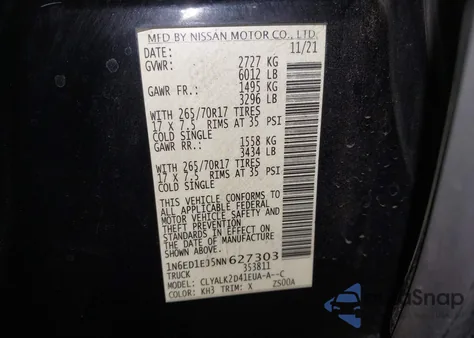 MFD BY NISSAN MOTOR CO., LTD.
DATE: 11/21
GVWR: 2727 KG
6012 LB
GAWR FR.: 1495 KG
3296 LB
WITH 265/70R17 TIRES
17 X 7.5 RIMS AT 35 PSI
COLD SINGLE
GAWR RR.: 1558 KG
3434 LB
WITH 265/70R17 TIRES
17 X 7.5 RIMS AT 35 PSI
COLD SINGLE
THIS VEHICLE CONFORMS TO
ALL APPLICABLE FEDERAL
MOTOR VEHICLE SAFETY AND
THEFT PREVENTION
STANDARDS IN EFFECT ON
THE DATE OF MANUFACTURE
SHOWN ABOVE.
1N6ED1EJ5NN627303
TRUCK 353811
MODEL: CLYALK2D41EUA-A--C
COLOR: KH3 TRIM: X ZS00A
AutoSnap